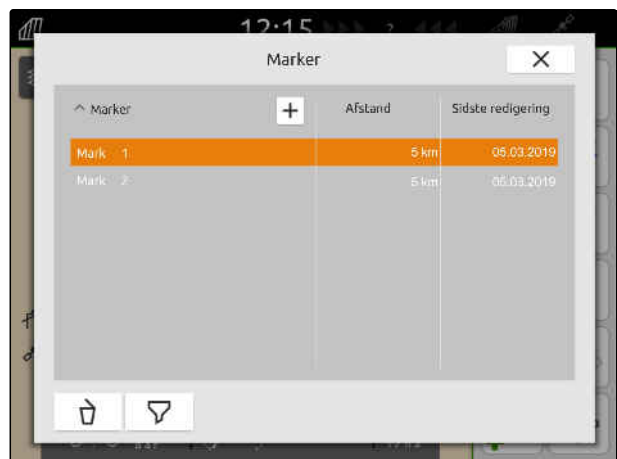 12:15
Marker
^ Marker + Afstand Sidste redigering
Mark 1 5 km 05.03.2019
Mark 2 5 km 05.03.2019